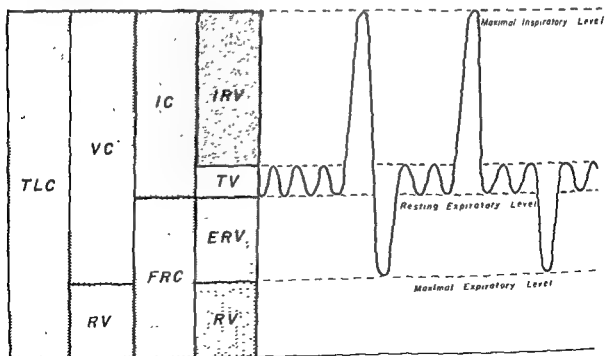 Maximal Inspiratory Level
IC
IRV
VC
TLC
TV
Resting Expiratory Level
ERV
FRC
Maximal Expiratory Level
RV
RV